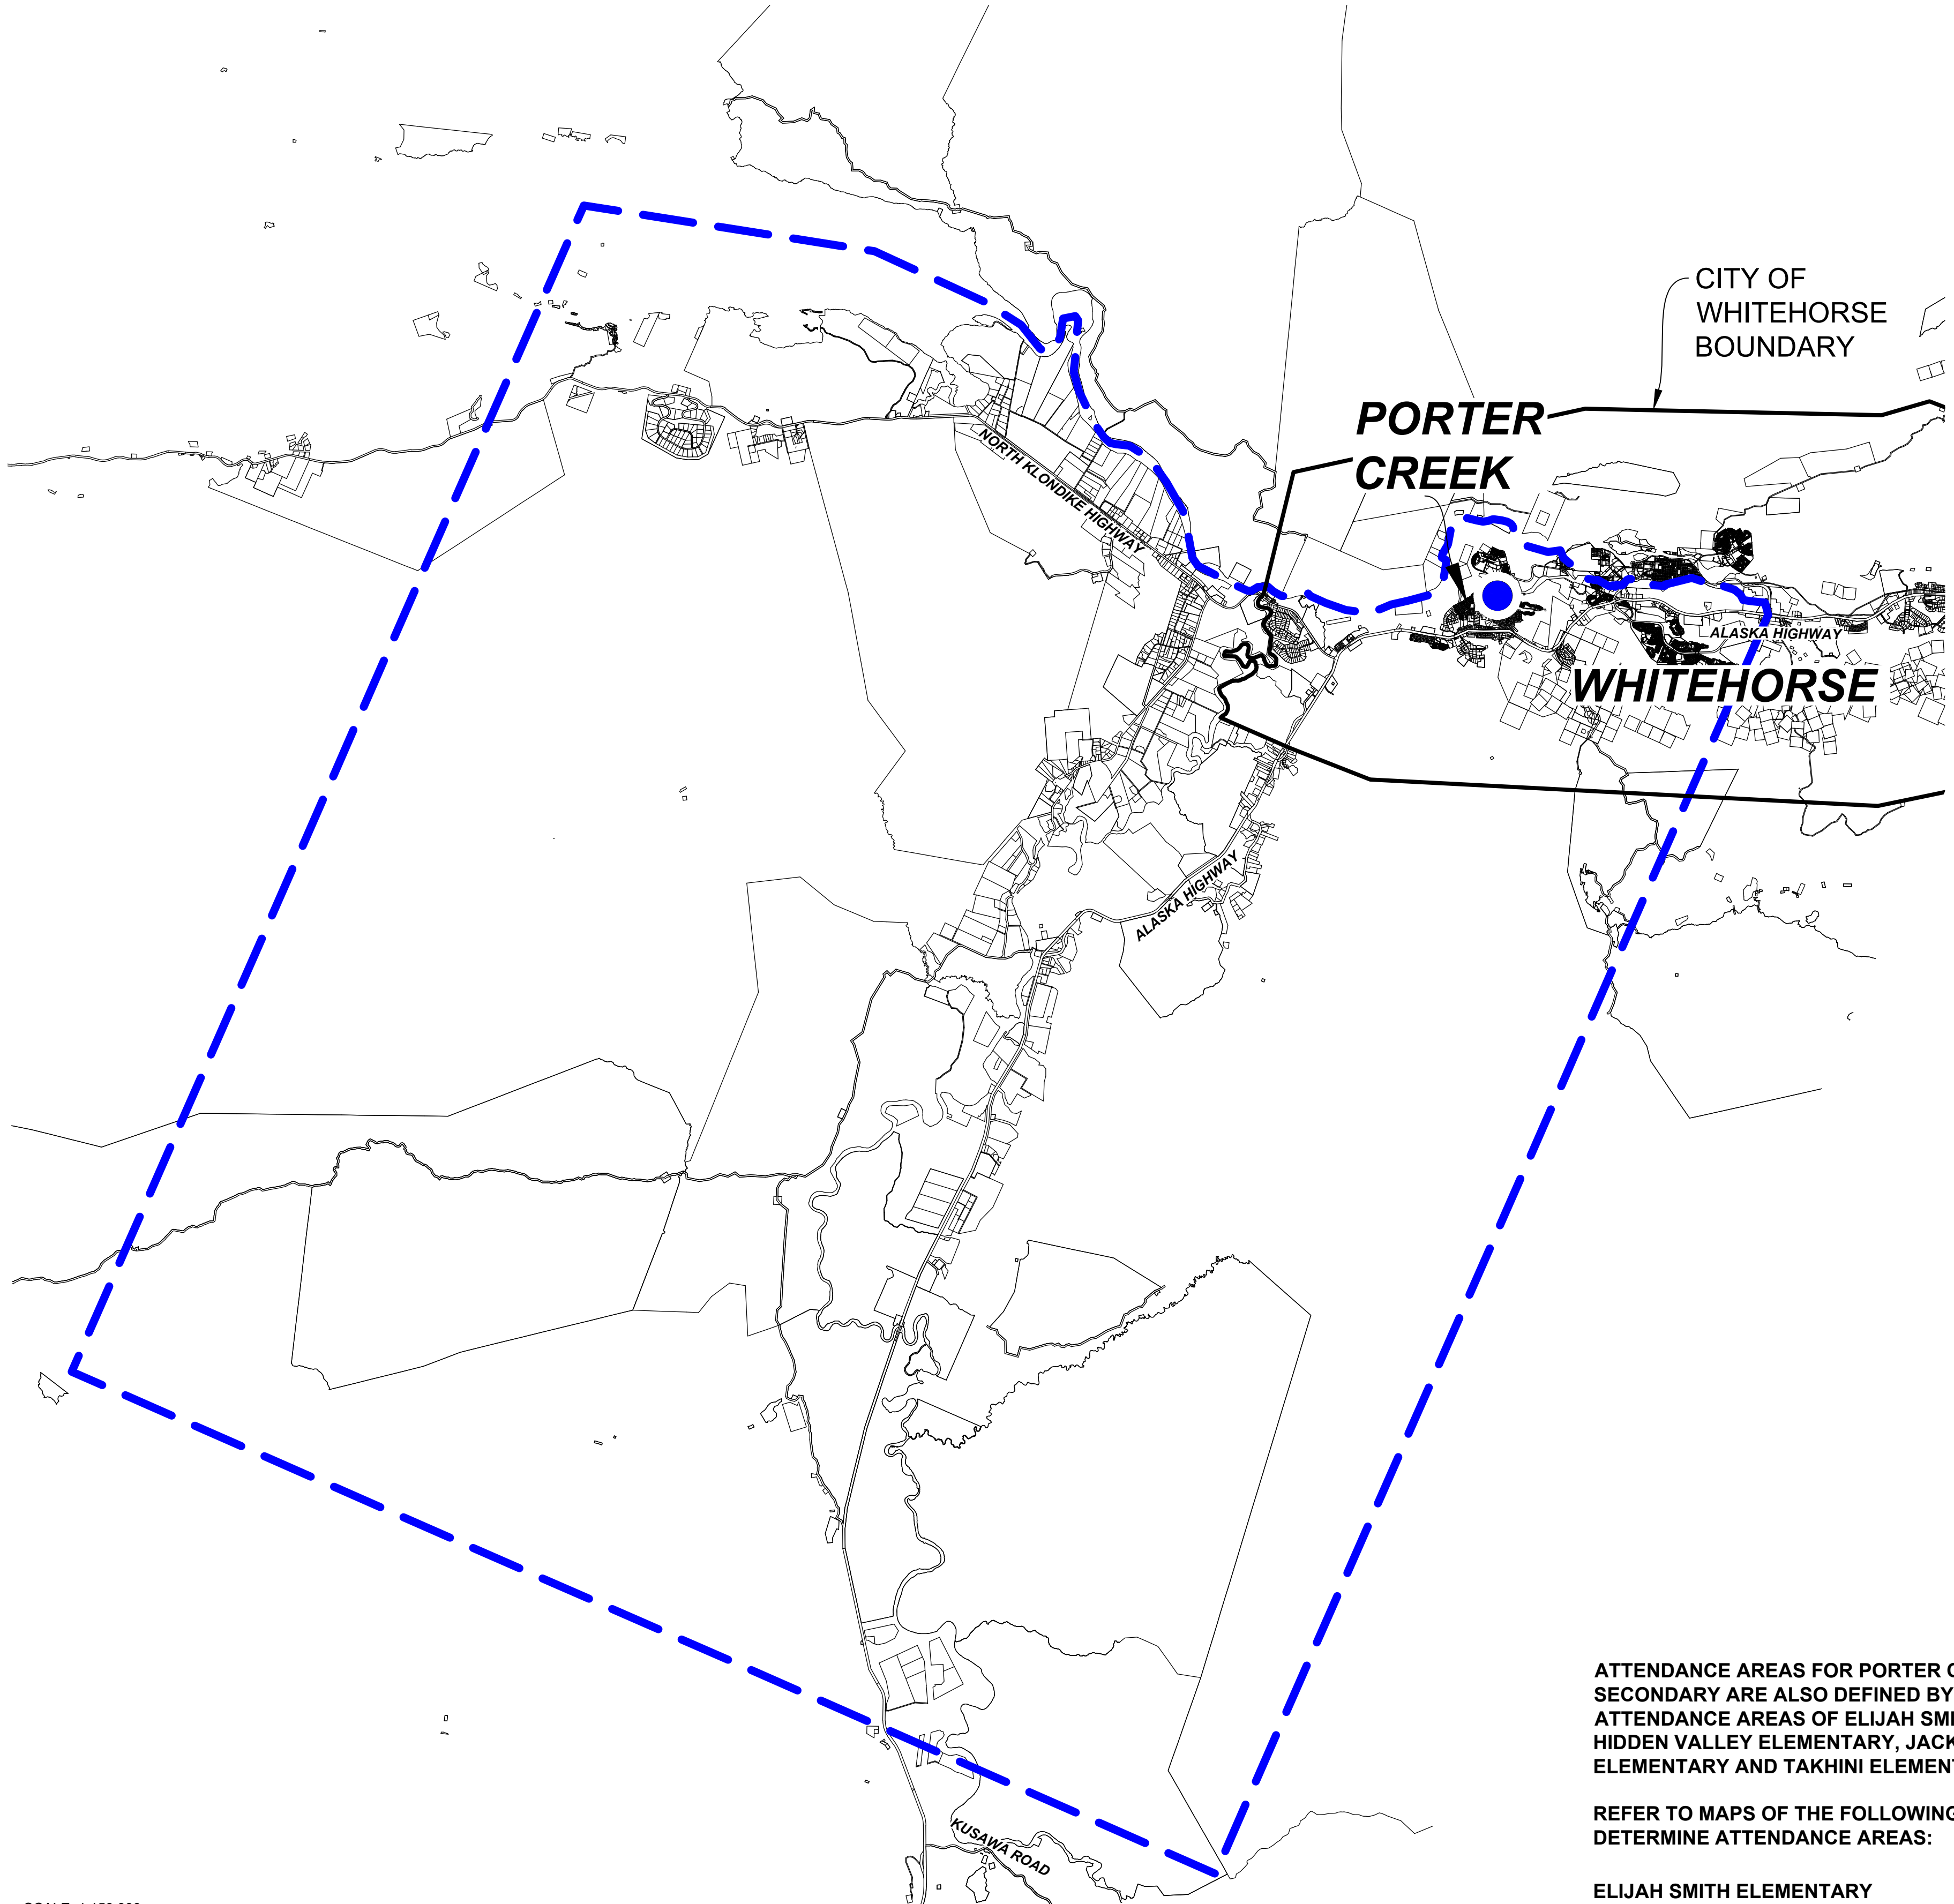 CITY OF
WHITEHORSE
BOUNDARY
PORTER
CREEK
NORTH KLONDIKE HIGHWAY
ALASKA HIGHWAY
WHITEHORSE
ALASKA HIGHWAY
KUSAWA ROAD
ATTENDANCE AREAS FOR PORTER
SECONDARY ARE ALSO DEFINED BY
ATTENDANCE AREAS OF ELIJAH
HIDDEN VALLEY ELEMENTARY, JACK
ELEMENTARY AND TAKHINI
REFER TO MAPS OF THE FOLLOWING
DETERMINE ATTENDANCE AREAS:
ELIJAH SMITH ELEMENTARY